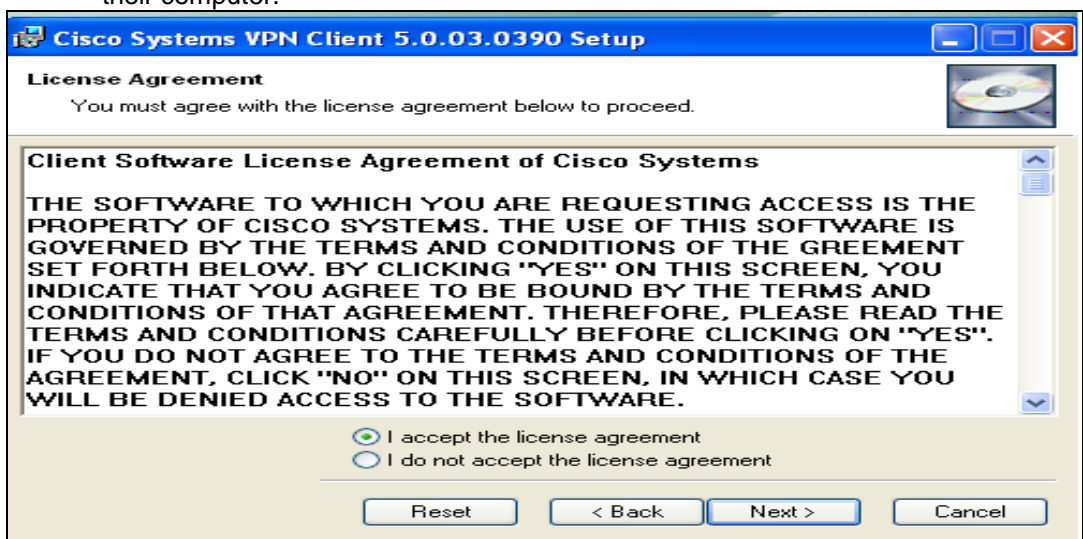 their computer.
Cisco Systems VPN Client 5.0.03.0390 Setup
License Agreement
You must agree with the license agreement below to proceed.
Client Software License Agreement of Cisco Systems
THE SOFTWARE TO WHICH YOU ARE REQUESTING ACCESS IS THE
PROPERTY OF CISCO SYSTEMS. THE USE OF THIS SOFTWARE IS
GOVERNED BY THE TERMS AND CONDITIONS OF THE GREEMENT
SET FORTH BELOW. BY CLICKING "YES" ON THIS SCREEN, YOU
INDICATE THAT YOU AGREE TO BE BOUND BY THE TERMS AND
CONDITIONS OF THAT AGREEMENT. THEREFORE, PLEASE READ THE
TERMS AND CONDITIONS CAREFULLY BEFORE CLICKING ON "YES".
IF YOU DO NOT AGREE TO THE TERMS AND CONDITIONS OF THE
AGREEMENT, CLICK "NO" ON THIS SCREEN, IN WHICH CASE YOU
WILL BE DENIED ACCESS TO THE SOFTWARE.
I accept the license agreement
I do not accept the license agreement
Reset < Back Next > Cancel